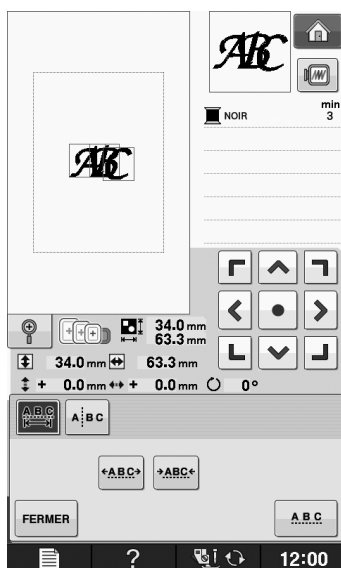 ABC
NOIR
min
3
ABC
34.0 mm
63.3 mm
34.0 mm 63.3 mm
+ 0.0 mm + 0.0 mm 0°
ABC
A BC
ABC ABC
FERMER
A B C
? 12:00